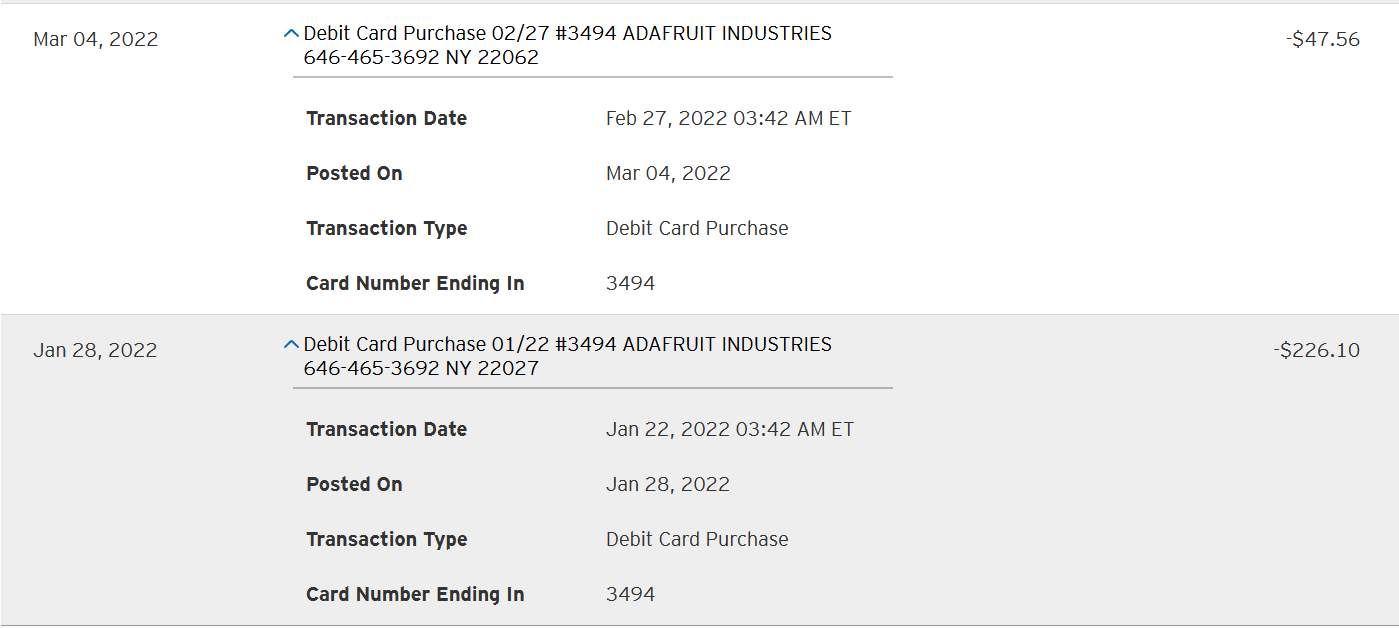 Mar 04, 2022
Debit Card Purchase 02/27 #3494 ADAFRUIT INDUSTRIES
646-465-3692 NY 22062
-$47.56
Transaction Date Feb 27, 2022 03:42 AM ET
Posted On Mar 04, 2022
Transaction Type Debit Card Purchase
Card Number Ending In 3494
Jan 28, 2022
Debit Card Purchase 01/22 #3494 ADAFRUIT INDUSTRIES
646-465-3692 NY 22027
-$226.10
Transaction Date Jan 22, 2022 03:42 AM ET
Posted On Jan 28, 2022
Transaction Type Debit Card Purchase
Card Number Ending In 3494